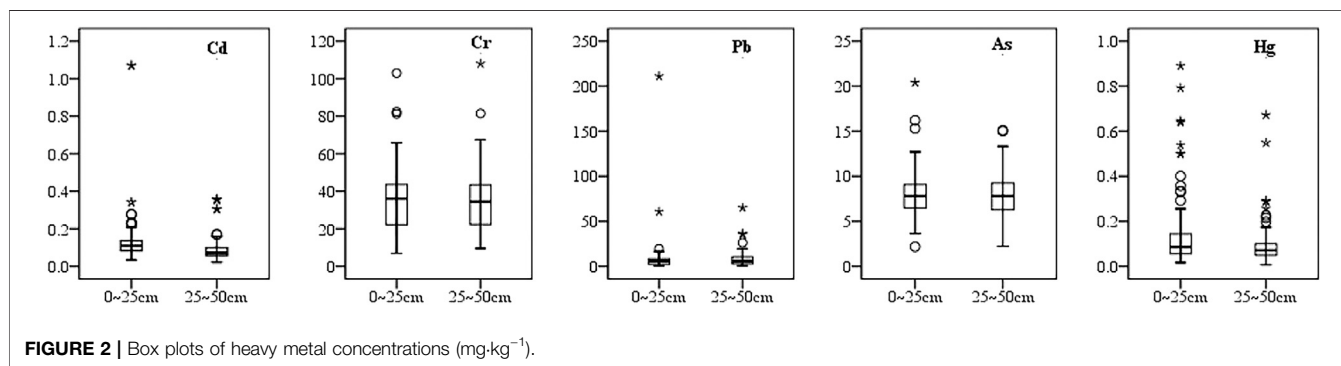 Cd
1.2
1.0
0.8
0.6
0.4
0.2
0.0
0~25cm 25~50cm
Cr
120
100
80
60
40
20
0
0~25cm 25~50cm
Pb
250
200
150
100
50
0
0~25cm 25~50cm
As
25
20
15
10
5
0
0~25cm 25~50cm
Hg
1.0
0.8
0.6
0.4
0.2
0.0
0~25cm 25~50cm
FIGURE 2 | Box plots of heavy metal concentrations (mg·kg⁻¹).